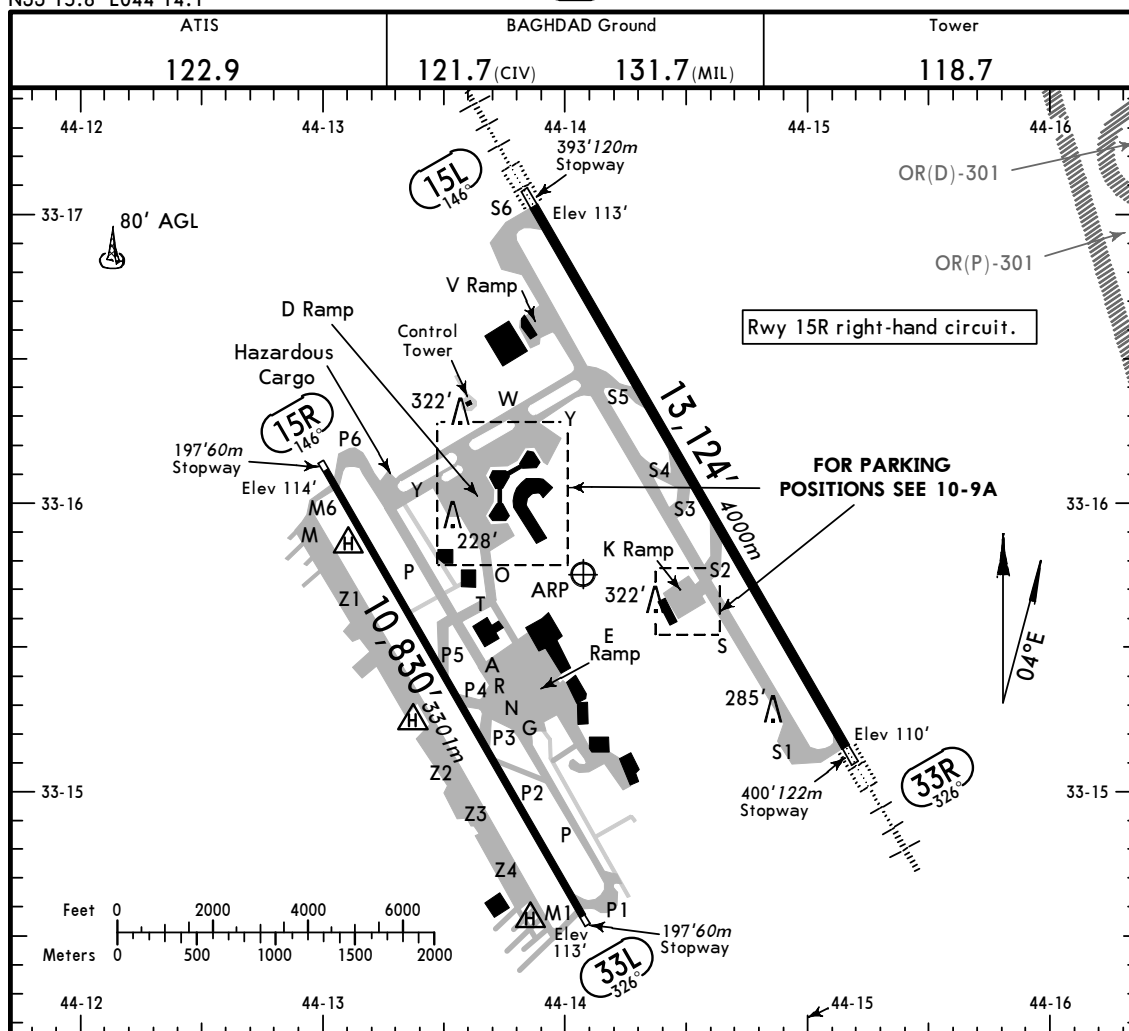 N33 15.8 E044 14.1
ATIS
122.9
BAGHDAD Ground
121.7 (CIV) 131.7 (MIL)
Tower
118.7
44-12 44-13 44-14 44-15 44-16
393' 120m
Stopway
15L
146°
S6
Elev 113'
OR(D)-301
33-17
33-17
80' AGL
OR(P)-301
V Ramp
D Ramp
Rwy 15R right-hand circuit.
Control
Tower
Hazardous
Cargo
322'
W
S5
Y
15R
146°
13,124'
4000m
P6
197' 60m
Stopway
Elev 114'
Y
S4
FOR PARKING
POSITIONS SEE 10-9A
33-16
33-16
M6
S3
M
H
228'
K Ramp
P
O
ARP
S2
322'
Z1
T
10,830'
3301m
E
Ramp
S
04°E
P5
A
R
P4
N
285'
H
G
P3
Elev 110'
S1
Z2
33R
326°
33-15
33-15
400' 122m
Stopway
P2
Z3
P
Z4
Feet 0 2000 4000 6000
H
M1
P1
Elev
113'
197' 60m
Stopway
Meters 0 500 1000 1500 2000
33L
326°
44-12 44-13 44-14 44-15 44-16